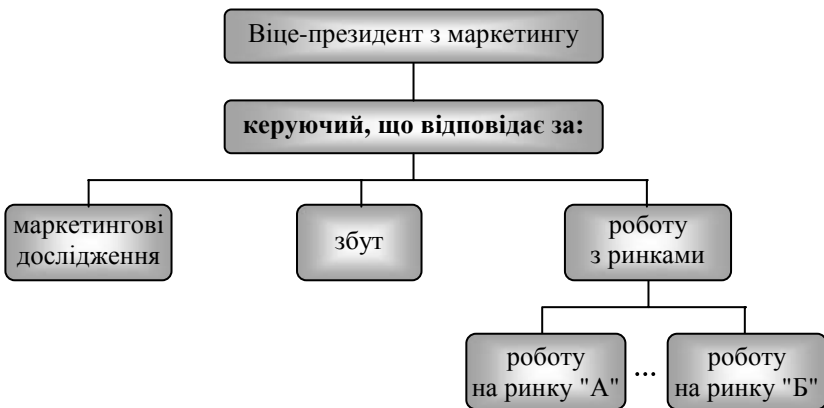 Віце-президент з маркетингу
керуючий, що відповідає за:
маркетингові
дослідження
збут
роботу
з ринками
роботу
на ринку "А"
...
роботу
на ринку "Б"